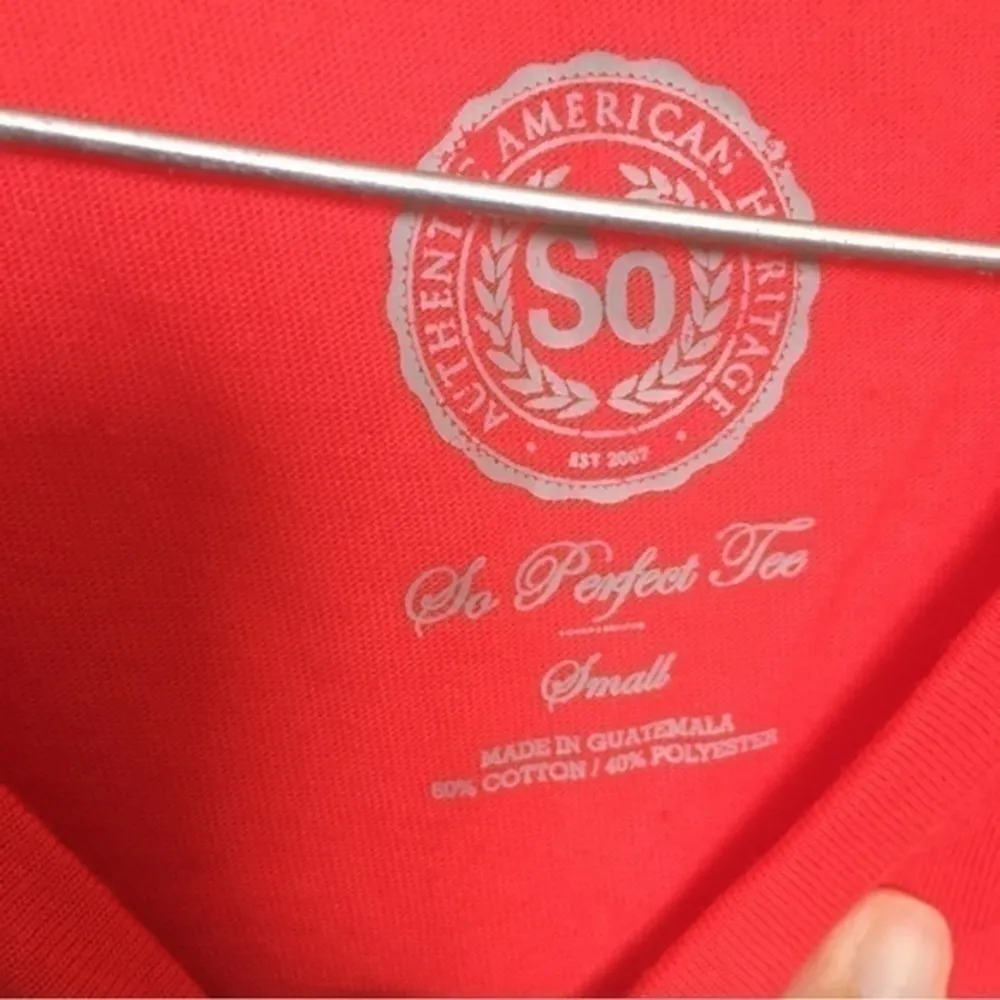 AUTHENTIC AMERICAN HERITAGE
So
EST 2007
So Perfect Tee
Small
MADE IN GUATEMALA
60% COTTON / 40% POLYESTER